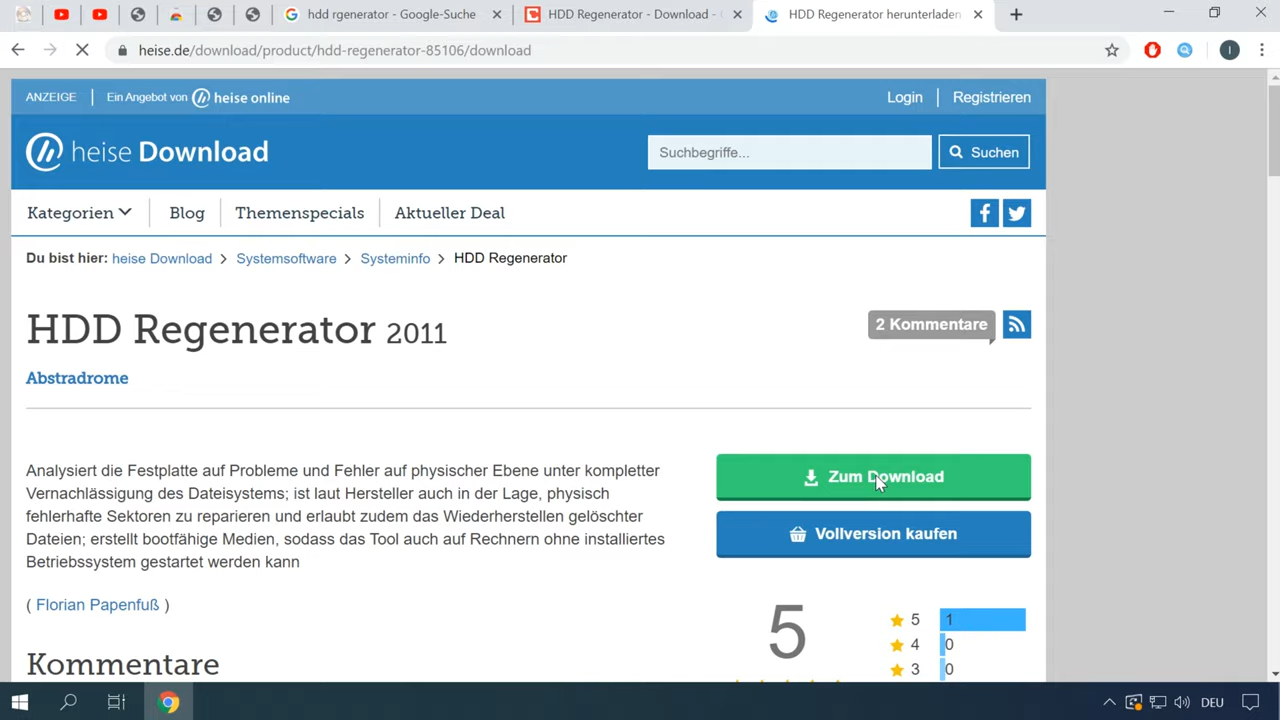 hdd rgenerator - Google-Suche
HDD Regenerator - Download -
HDD Regenerator herunterladen
heise.de/download/product/hdd-regenerator-85106/download
I
ANZEIGE
Ein Angebot von heise online
Login
Registrieren
heise Download
Suchbegriffe...
Suchen
Kategorien
Blog
Themenspecials
Aktueller Deal
Du bist hier: heise Download > Systemsoftware > Systeminfo > HDD Regenerator
HDD Regenerator 2011
2 Kommentare
Abstradrome
Analysiert die Festplatte auf Probleme und Fehler auf physischer Ebene unter kompletter
Vernachlässigung des Dateisystems; ist laut Hersteller auch in der Lage, physisch
fehlerhafte Sektoren zu reparieren und erlaubt zudem das Wiederherstellen gelöschter
Dateien; erstellt bootfähige Medien, sodass das Tool auch auf Rechnern ohne installiertes
Betriebssystem gestartet werden kann
( Florian Papenfuß )
Zum Download
Vollversion kaufen
5
5 1
4 0
3 0
Kommentare
DEU